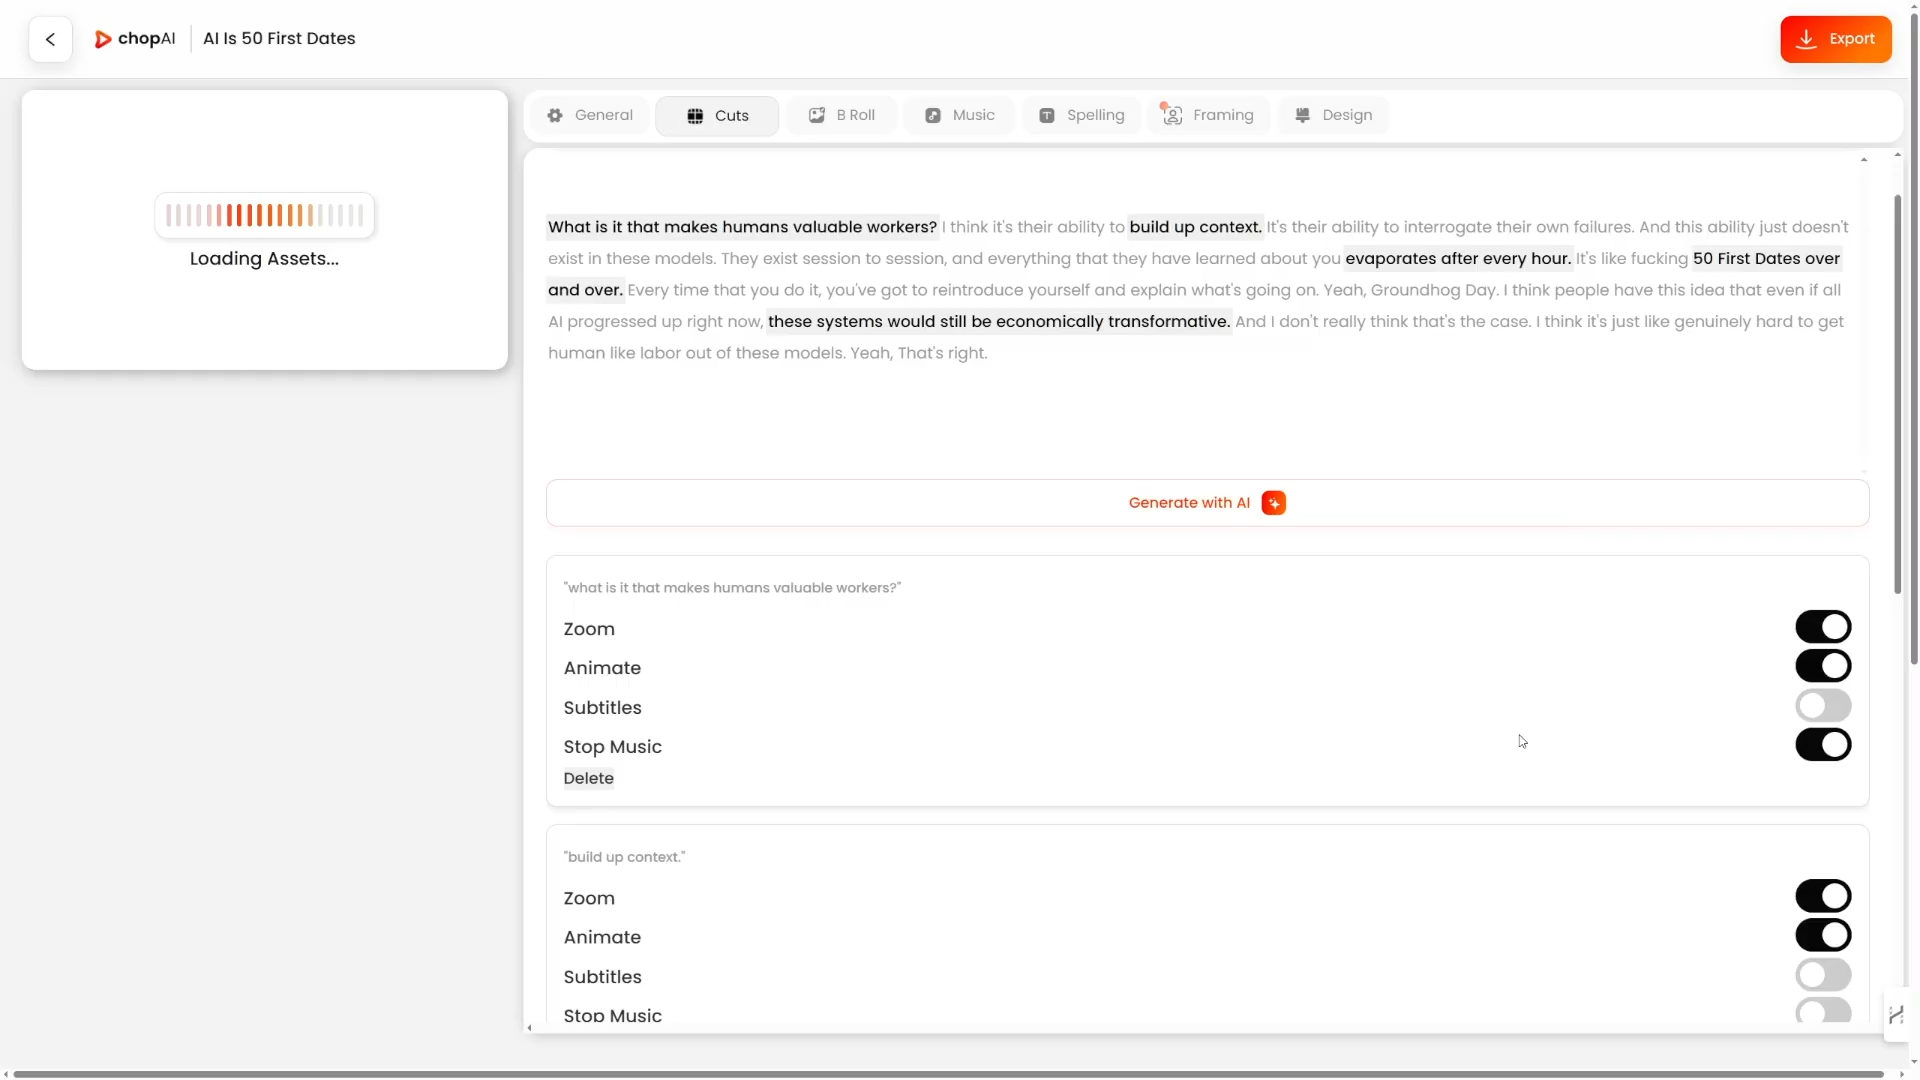 chopAI
AI Is 50 First Dates
Export
Loading Assets...
General
Cuts
B Roll
Music
Spelling
Framing
Design
What is it that makes humans valuable workers? I think it's their ability to build up context. It's their ability to interrogate their own failures. And this ability just doesn't
exist in these models. They exist session to session, and everything that they have learned about you evaporates after every hour. It's like fucking 50 First Dates over
and over. Every time that you do it, you've got to reintroduce yourself and explain what's going on. Yeah, Groundhog Day. I think people have this idea that even if all
AI progressed up right now, these systems would still be economically transformative. And I don't really think that's the case. I think it's just like genuinely hard to get
human like labor out of these models. Yeah, That's right.
Generate with AI
"what is it that makes humans valuable workers?"
Zoom
Animate
Subtitles
Stop Music
Delete
"build up context."
Zoom
Animate
Subtitles
Stop Music